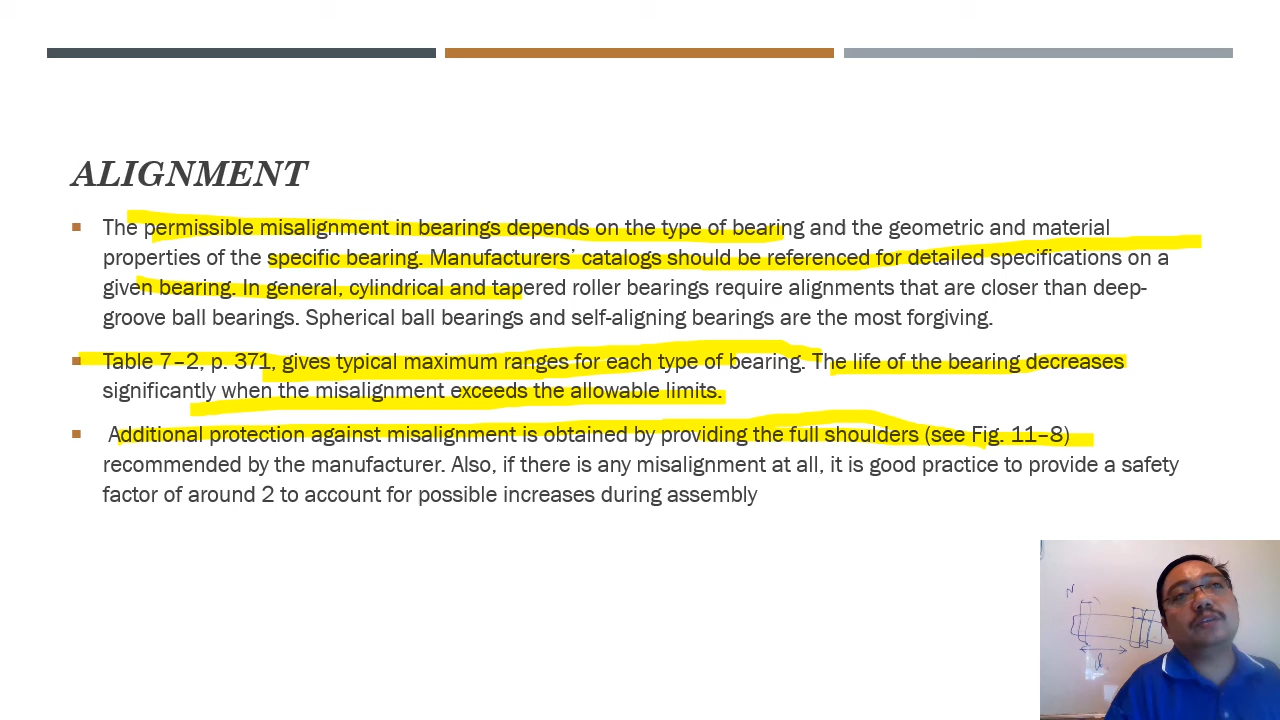 ALIGNMENT
The permissible misalignment in bearings depends on the type of bearing and the geometric and material
properties of the specific bearing. Manufacturers’ catalogs should be referenced for detailed specifications on a
given bearing. In general, cylindrical and tapered roller bearings require alignments that are closer than deep-
groove ball bearings. Spherical ball bearings and self-aligning bearings are the most forgiving.
Table 7–2, p. 371, gives typical maximum ranges for each type of bearing. The life of the bearing decreases
significantly when the misalignment exceeds the allowable limits.
Additional protection against misalignment is obtained by providing the full shoulders (see Fig. 11–8)
recommended by the manufacturer. Also, if there is any misalignment at all, it is good practice to provide a safety
factor of around 2 to account for possible increases during assembly